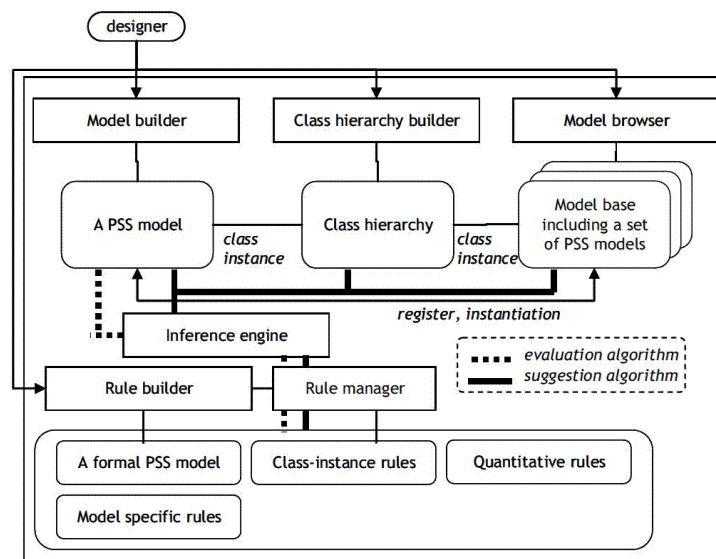 designer
Model builder
Class hierarchy builder
Model browser
A PSS model
Class hierarchy
Model base
including a set
of PSS models
class
instance
class
instance
register, instantiation
Inference engine
evaluation algorithm
suggestion algorithm
Rule builder
Rule manager
A formal PSS model
Class-instance rules
Quantitative rules
Model specific rules